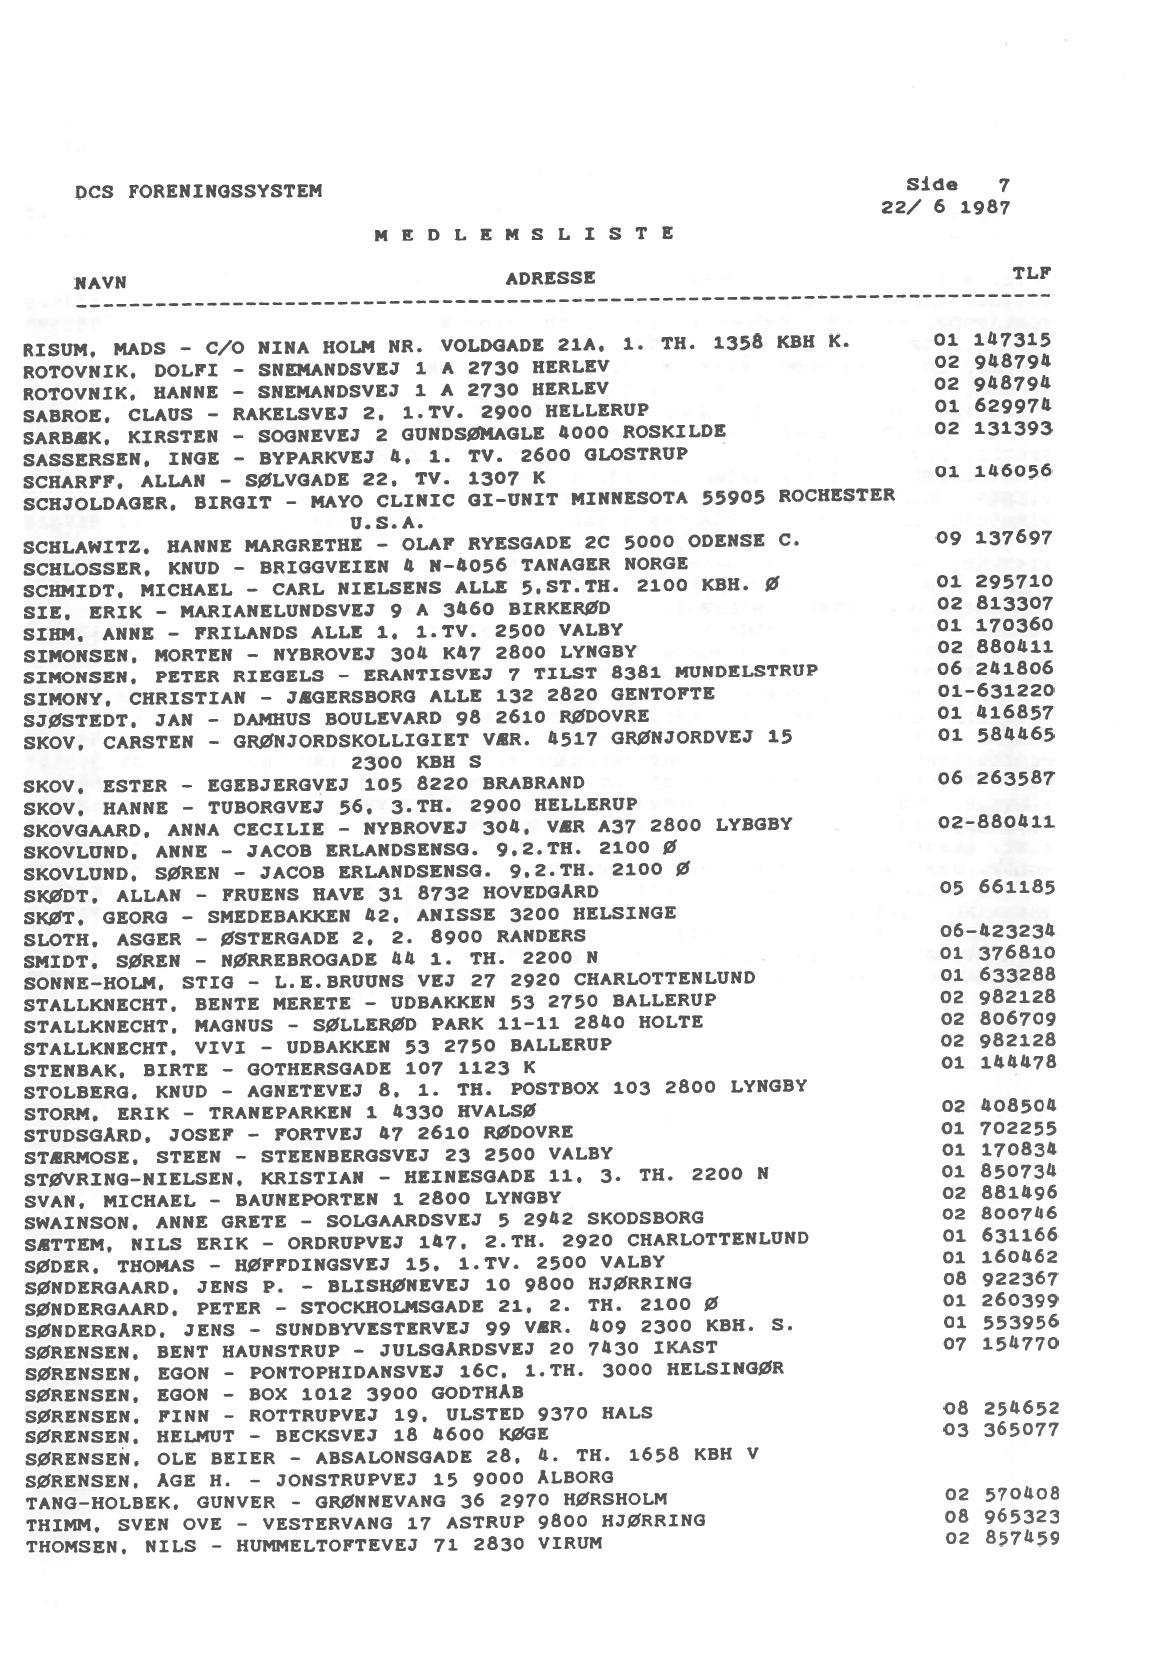 DCS FORENINGSSYSTEM Side 7
22/ 6 1987
M E D L E M S L I S T E
NAVN ADRESSE TLF
---------------------------------------------------------------------------
RISUM, MADS - C/O NINA HOLM NR. VOLDGADE 21A, 1. TH. 1358 KBH K. 01 147315
ROTOVNIK, DOLFI - SNEMANDSVEJ 1 A 2730 HERLEV 02 948794
ROTOVNIK, HANNE - SNEMANDSVEJ 1 A 2730 HERLEV 02 948794
SABROE, CLAUS - RAKELSVEJ 2, 1.TV. 2900 HELLERUP 01 629974
SARBÆK, KIRSTEN - SOGNEVEJ 2 GUNDSØMAGLE 4000 ROSKILDE 02 131393
SASSERSEN, INGE - BYPARKVEJ 4, 1. TV. 2600 GLOSTRUP
SCHARFF, ALLAN - SØLVGADE 22, TV. 1307 K 01 146056
SCHJOLDAGER, BIRGIT - MAYO CLINIC GI-UNIT MINNESOTA 55905 ROCHESTER
U.S.A.
SCHLAWITZ, HANNE MARGRETHE - OLAF RYESGADE 2C 5000 ODENSE C. 09 137697
SCHLOSSER, KNUD - BRIGGVEIEN 4 N-4056 TANAGER NORGE
SCHMIDT, MICHAEL - CARL NIELSENS ALLE 5,ST.TH. 2100 KBH. Ø 01 295710
SIE, ERIK - MARIANELUNDSVEJ 9 A 3460 BIRKERØD 02 813307
SIHM, ANNE - FRILANDS ALLE 1, 1.TV. 2500 VALBY 01 170360
SIMONSEN, MORTEN - NYBROVEJ 304 K47 2800 LYNGBY 02 880411
SIMONSEN, PETER RIEGELS - ERANTISVEJ 7 TILST 8381 MUNDELSTRUP 06 241806
SIMONY, CHRISTIAN - JÆGERSBORG ALLE 132 2820 GENTOFTE 01-631220
SJØSTEDT, JAN - DAMHUS BOULEVARD 98 2610 RØDOVRE 01 416857
SKOV, CARSTEN - GRØNJORDSKOLLIGIET VÆR. 4517 GRØNJORDVEJ 15 01 584465
2300 KBH S
SKOV, ESTER - EGEBJERGVEJ 105 8220 BRABRAND 06 263587
SKOV, HANNE - TUBORGVEJ 56, 3.TH. 2900 HELLERUP
SKOVGAARD, ANNA CECILIE - NYBROVEJ 304, VÆR A37 2800 LYBGBY 02-880411
SKOVLUND, ANNE - JACOB ERLANDSENSG. 9,2.TH. 2100 Ø
SKOVLUND, SØREN - JACOB ERLANDSENSG. 9,2.TH. 2100 Ø
SKØDT, ALLAN - FRUENS HAVE 31 8732 HOVEDGÅRD 05 661185
SKØT, GEORG - SMEDEBAKKEN 42, ANISSE 3200 HELSINGE
SLOTH, ASGER - ØSTERGADE 2, 2. 8900 RANDERS 06-423234
SMIDT, SØREN - NØRREBROGADE 44 1. TH. 2200 N 01 376810
SONNE-HOLM, STIG - L.E.BRUUNS VEJ 27 2920 CHARLOTTENLUND 01 633288
STALLKNECHT, BENTE MERETE - UDBAKKEN 53 2750 BALLERUP 02 982128
STALLKNECHT, MAGNUS - SØLLERØD PARK 11-11 2840 HOLTE 02 806709
STALLKNECHT, VIVI - UDBAKKEN 53 2750 BALLERUP 02 982128
STENBAK, BIRTE - GOTHERSGADE 107 1123 K 01 144478
STOLBERG, KNUD - AGNETEVEJ 8, 1. TH. POSTBOX 103 2800 LYNGBY
STORM, ERIK - TRANEPARKEN 1 4330 HVALSØ 02 408504
STUDSGÅRD, JOSEF - FORTVEJ 47 2610 RØDOVRE 01 702255
STÆRMOSE, STEEN - STEENBERGSVEJ 23 2500 VALBY 01 170834
STØVRING-NIELSEN, KRISTIAN - HEINESGADE 11, 3. TH. 2200 N 01 850734
SVAN, MICHAEL - BAUNEPORTEN 1 2800 LYNGBY 02 881496
SWAINSON, ANNE GRETE - SOLGAARDSVEJ 5 2942 SKODSBORG 02 800746
SÆTTEM, NILS ERIK - ORDRUPVEJ 147, 2.TH. 2920 CHARLOTTENLUND 01 631166
SØDER, THOMAS - HØFFDINGSVEJ 15, 1.TV. 2500 VALBY 01 160462
SØNDERGAARD, JENS P. - BLISHØNEVEJ 10 9800 HJØRRING 08 922367
SØNDERGAARD, PETER - STOCKHOLMSGADE 21, 2. TH. 2100 Ø 01 260399
SØNDERGÅRD, JENS - SUNDBYVESTERVEJ 99 VÆR. 409 2300 KBH. S. 01 553956
SØRENSEN, BENT HAUNSTRUP - JULSGÅRDSVEJ 20 7430 IKAST 07 154770
SØRENSEN, EGON - PONTOPHIDANSVEJ 16C, 1.TH. 3000 HELSINGØR
SØRENSEN, EGON - BOX 1012 3900 GODTHÅB
SØRENSEN, FINN - ROTTRUPVEJ 19, ULSTED 9370 HALS 08 254652
SØRENSEN, HELMUT - BECKSVEJ 18 4600 KØGE 03 365077
SØRENSEN, OLE BEIER - ABSALONSGADE 28, 4. TH. 1658 KBH V
SØRENSEN, ÅGE H. - JONSTRUPVEJ 15 9000 ÅLBORG
TANG-HOLBEK, GUNVER - GRØNNEVANG 36 2970 HØRSHOLM 02 570408
THIMM, SVEN OVE - VESTERVANG 17 ASTRUP 9800 HJØRRING 08 965323
THOMSEN, NILS - HUMMELTOFTEVEJ 71 2830 VIRUM 02 857459